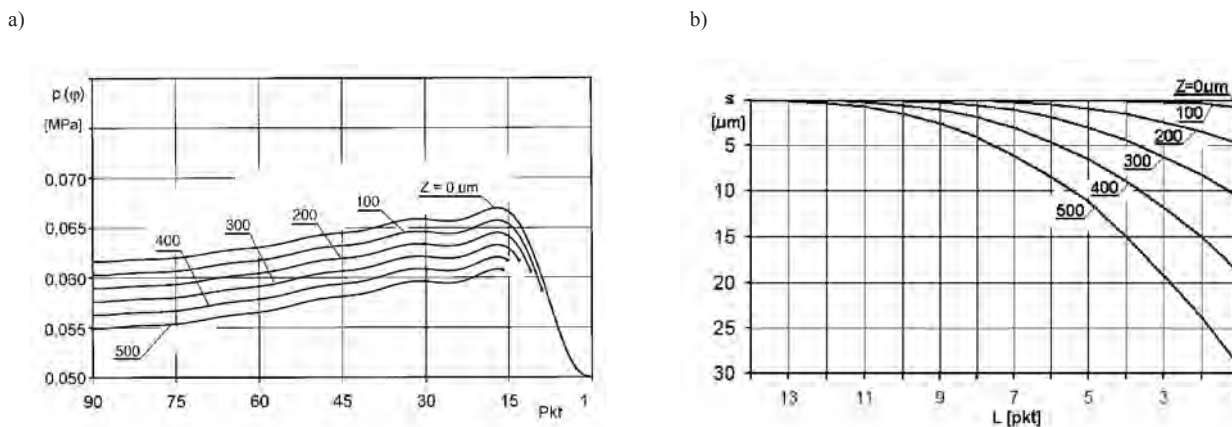 a)
p (φ)
[MPa]
0,070
0,065
0,060
0,055
0,050
Z = 0 um
100
200
300
400
500
90 75 60 45 30 15 1
Pkt
b)
s
[µm]
5
10
15
20
25
30
Z=0µm
100
200
300
400
500
13 11 9 7 5 3 1
L [pkt]